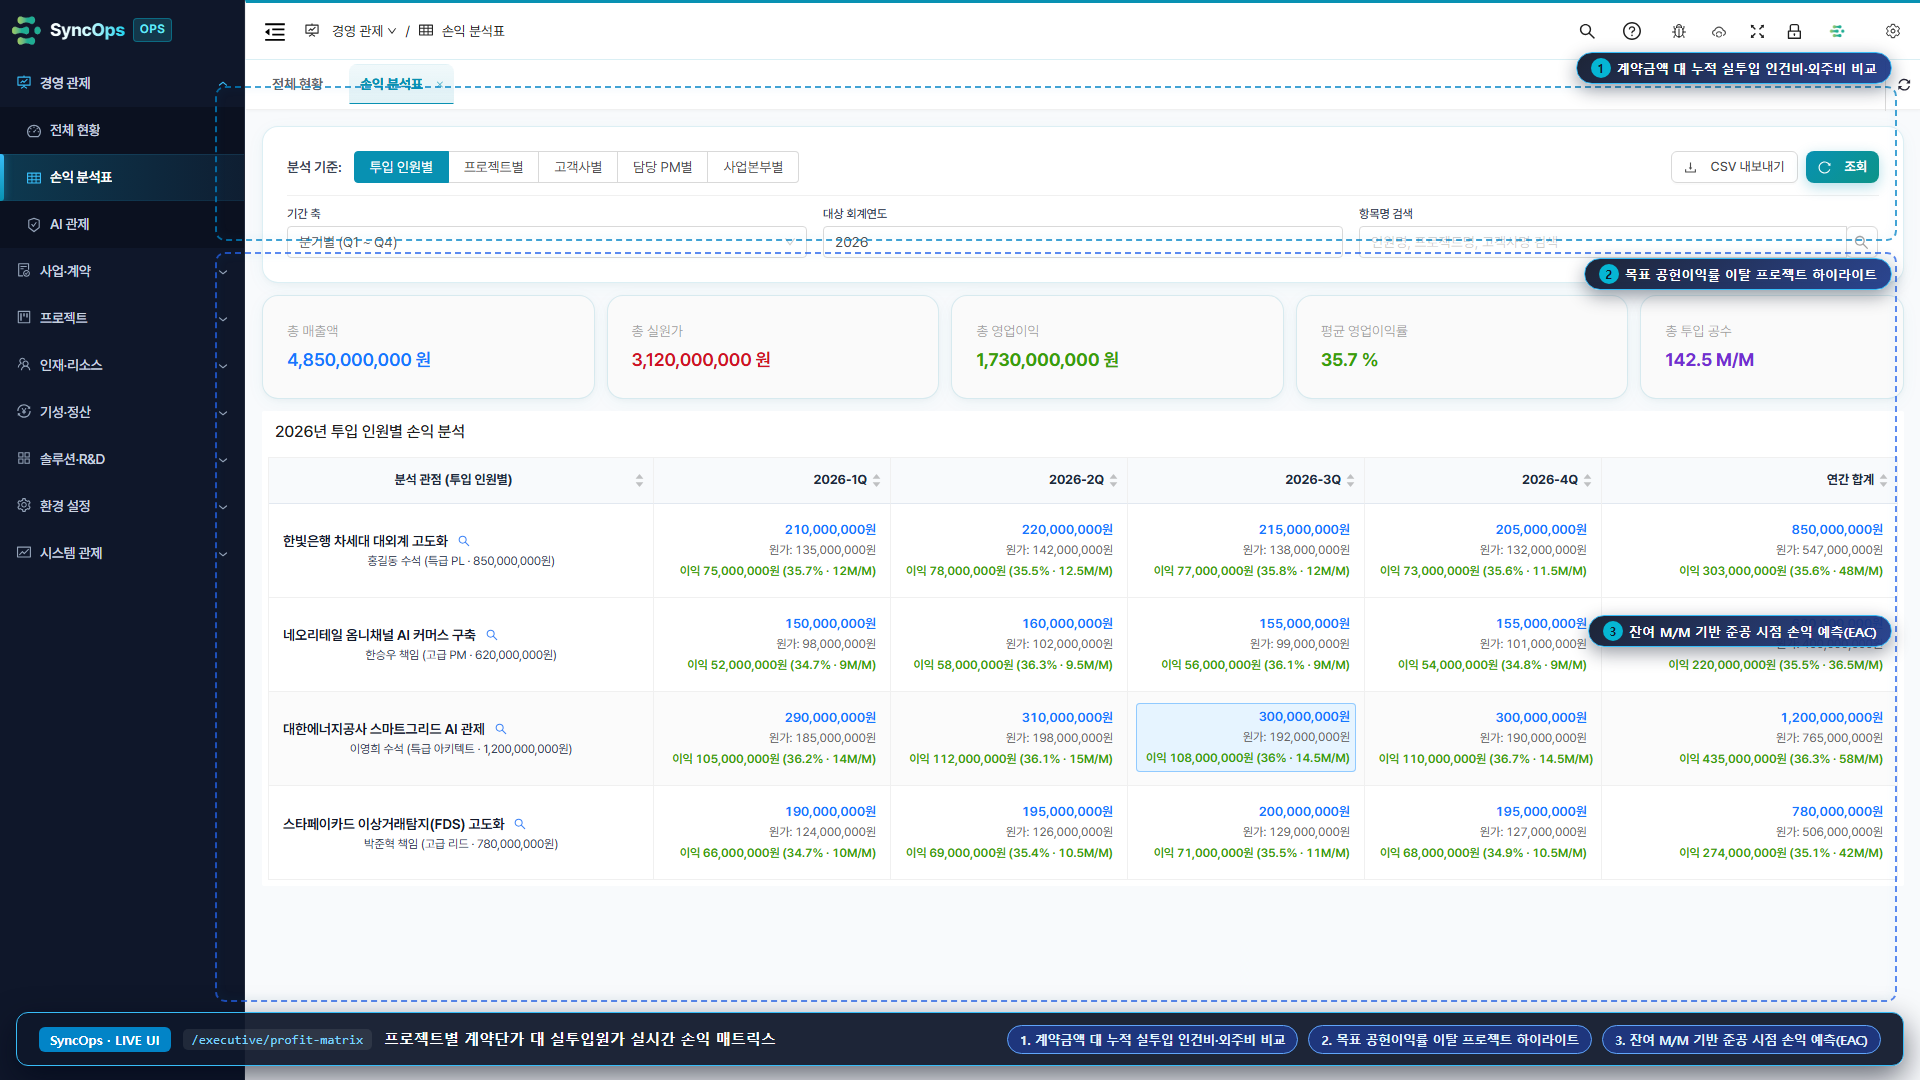 SyncOps OPS
경영 관제
전체 현황
손익 분석표
AI 관제
사업·계약
프로젝트
인재·리소스
기성·정산
솔루션·R&D
환경 설정
시스템 관제
경영 관제 / 손익 분석표
전체 현황 손익 분석표
1 계약금액 대 누적 실투입 인건비·외주비 비교
분석 기준: 투입 인원별 프로젝트별 고객사별 담당 PM별 사업본부별 CSV 내보내기 조회
기간 축 대상 회계연도 항목명 검색
분기별 (Q1 ~ Q4) 2026 인원명, 프로젝트명, 고객사명 검색
2 목표 공헌이익률 이탈 프로젝트 하이라이트
총 매출액 총 실원가 총 영업이익 평균 영업이익률 총 투입 공수
4,850,000,000 원 3,120,000,000 원 1,730,000,000 원 35.7 % 142.5 M/M
2026년 투입 인원별 손익 분석
분석 관점 (투입 인원별) 2026-1Q 2026-2Q 2026-3Q 2026-4Q 연간 합계
210,000,000원 220,000,000원 215,000,000원 205,000,000원 850,000,000원
한빛은행 차세대 대외계 고도화 원가: 135,000,000원 원가: 142,000,000원 원가: 138,000,000원 원가: 132,000,000원 원가: 547,000,000원
홍길동 수석 (특급 PL · 850,000,000원) 이익 75,000,000원 (35.7% · 12M/M) 이익 78,000,000원 (35.5% · 12.5M/M) 이익 77,000,000원 (35.8% · 12M/M) 이익 73,000,000원 (35.6% · 11.5M/M) 이익 303,000,000원 (35.6% · 48M/M)
150,000,000원 160,000,000원 155,000,000원 155,000,000원
3 잔여 M/M 기반 준공 시점 손익 예측(EAC)
네오리테일 옴니채널 AI 커머스 구축 원가: 98,000,000원 원가: 102,000,000원 원가: 99,000,000원 원가: 101,000,000원
한승우 책임 (고급 PM · 620,000,000원) 이익 52,000,000원 (34.7% · 9M/M) 이익 58,000,000원 (36.3% · 9.5M/M) 이익 56,000,000원 (36.1% · 9M/M) 이익 54,000,000원 (34.8% · 9M/M) 이익 220,000,000원 (35.5% · 36.5M/M)
290,000,000원 310,000,000원 300,000,000원 300,000,000원 1,200,000,000원
대한에너지공사 스마트그리드 AI 관제 원가: 185,000,000원 원가: 198,000,000원 원가: 192,000,000원 원가: 190,000,000원 원가: 765,000,000원
이영희 수석 (특급 아키텍트 · 1,200,000,000원) 이익 105,000,000원 (36.2% · 14M/M) 이익 112,000,000원 (36.1% · 15M/M) 이익 108,000,000원 (36% · 14.5M/M) 이익 110,000,000원 (36.7% · 14.5M/M) 이익 435,000,000원 (36.3% · 58M/M)
190,000,000원 195,000,000원 200,000,000원 195,000,000원 780,000,000원
스타페이카드 이상거래탐지(FDS) 고도화 원가: 124,000,000원 원가: 126,000,000원 원가: 129,000,000원 원가: 127,000,000원 원가: 506,000,000원
박준혁 책임 (고급 리드 · 780,000,000원) 이익 66,000,000원 (34.7% · 10M/M) 이익 69,000,000원 (35.4% · 10.5M/M) 이익 71,000,000원 (35.5% · 11M/M) 이익 68,000,000원 (34.9% · 10.5M/M) 이익 274,000,000원 (35.1% · 42M/M)
SyncOps · LIVE UI /executive/profit-matrix 프로젝트별 계약단가 대 실투입원가 실시간 손익 매트릭스 1. 계약금액 대 누적 실투입 인건비·외주비 비교 2. 목표 공헌이익률 이탈 프로젝트 하이라이트 3. 잔여 M/M 기반 준공 시점 손익 예측(EAC)